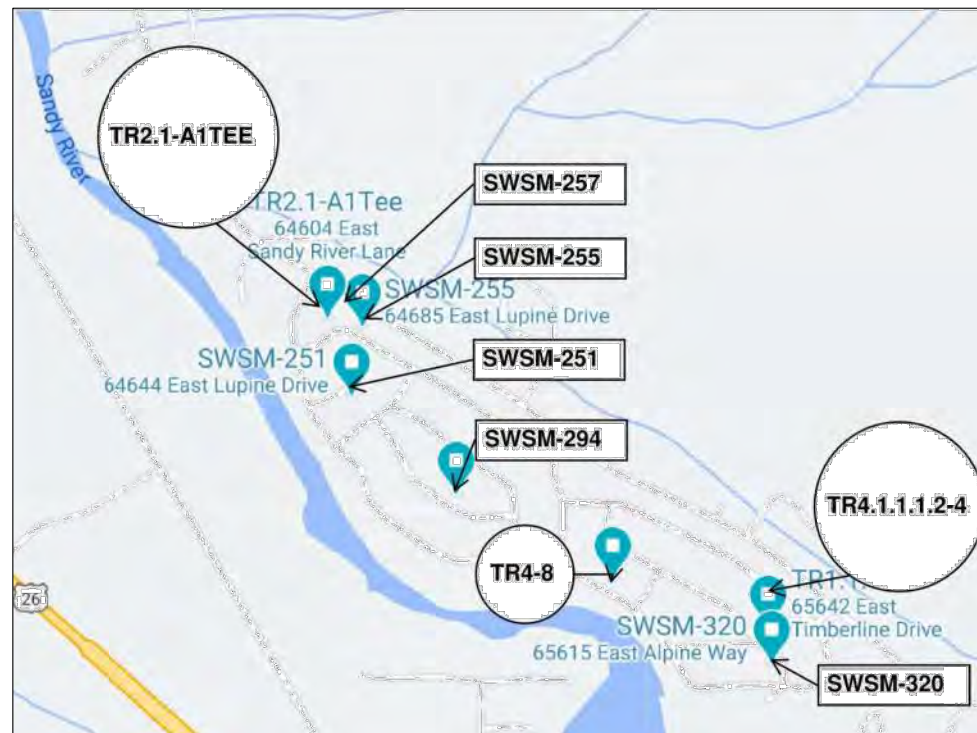 Sandy River
TR2.1-A1TEE
SWSM-257
TR2.1-A1Tee
64604 East
Sandy River Lane
SWSM-255
SWSM-255
64685 East Lupine Drive
SWSM-251
64644 East Lupine Drive
SWSM-251
SWSM-294
TR4.1.1.1.2-4
TR4-8
26
65642 East
Timberline Drive
SWSM-320
65615 East Alpine Way
SWSM-320